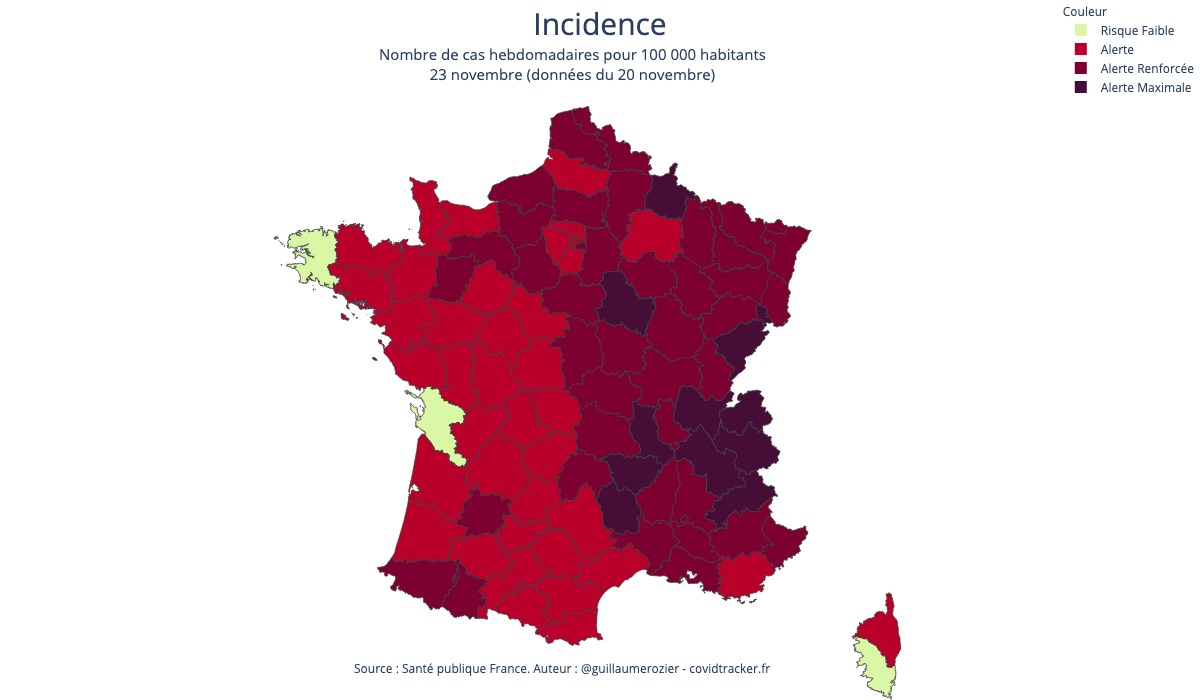 Incidence
Nombre de cas hebdomadaires pour 100 000 habitants
23 novembre (données du 20 novembre)
Couleur
Risque Faible
Alerte
Alerte Renforcée
Alerte Maximale
Source : Santé publique France. Auteur : @guillaumerozier - covidtracker.fr